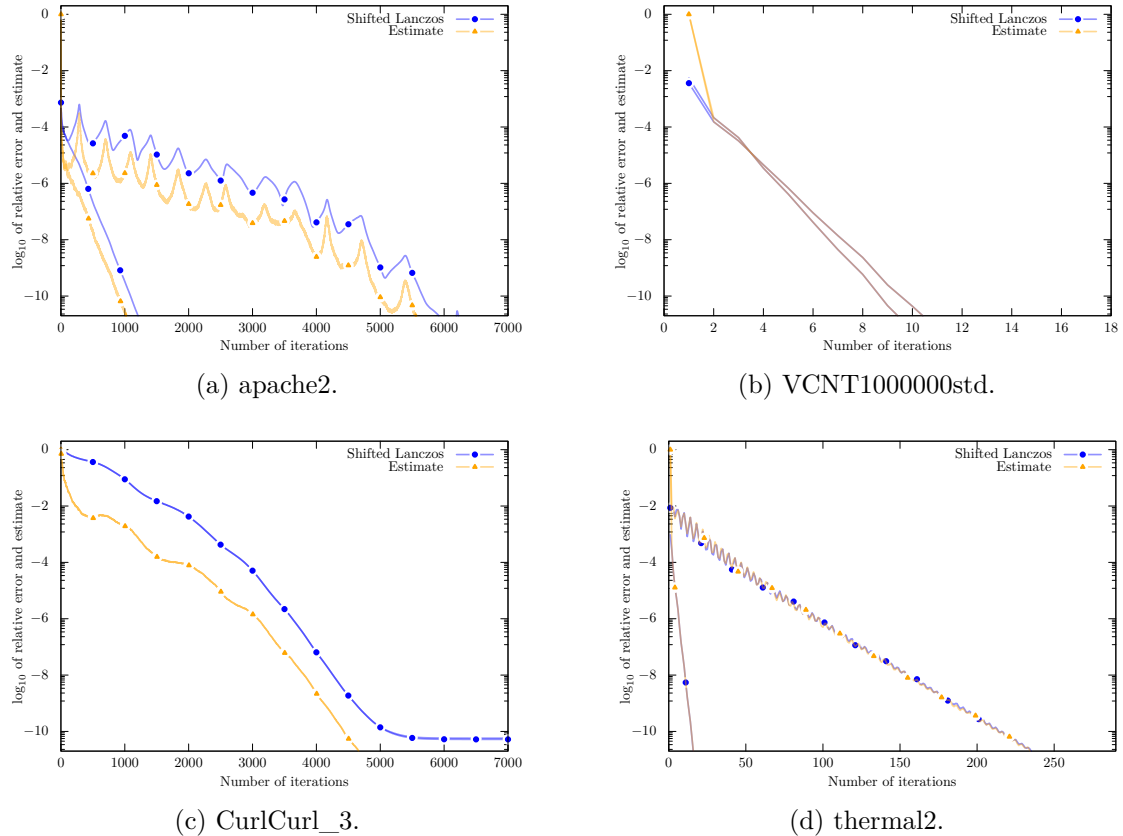 Shifted Lanczos
Estimate
log10 of relative error and estimate
0
−2
−4
−6
−8
−10
0 1000 2000 3000 4000 5000 6000 7000
Number of iterations
(a) apache2.
Shifted Lanczos
Estimate
log10 of relative error and estimate
0
−2
−4
−6
−8
−10
0 2 4 6 8 10 12 14 16 18
Number of iterations
(b) VCNT1000000std.
Shifted Lanczos
Estimate
log10 of relative error and estimate
0
−2
−4
−6
−8
−10
0 1000 2000 3000 4000 5000 6000 7000
Number of iterations
(c) CurlCurl_3.
Shifted Lanczos
Estimate
log10 of relative error and estimate
0
−2
−4
−6
−8
−10
0 50 100 150 200 250
Number of iterations
(d) thermal2.